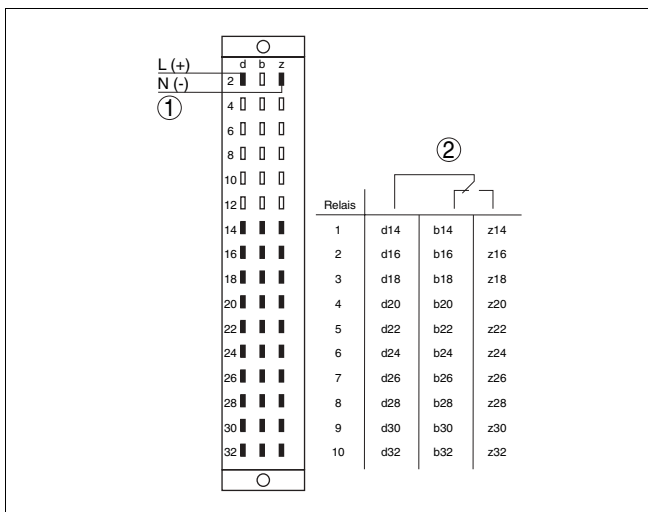 L (+)
N (-)
①
d b z
2
4
6
8
10
12
14
16
18
20
22
24
26
28
30
32
②
Relais
1 d14 b14 z14
2 d16 b16 z16
3 d18 b18 z18
4 d20 b20 z20
5 d22 b22 z22
6 d24 b24 z24
7 d26 b26 z26
8 d28 b28 z28
9 d30 b30 z30
10 d32 b32 z32